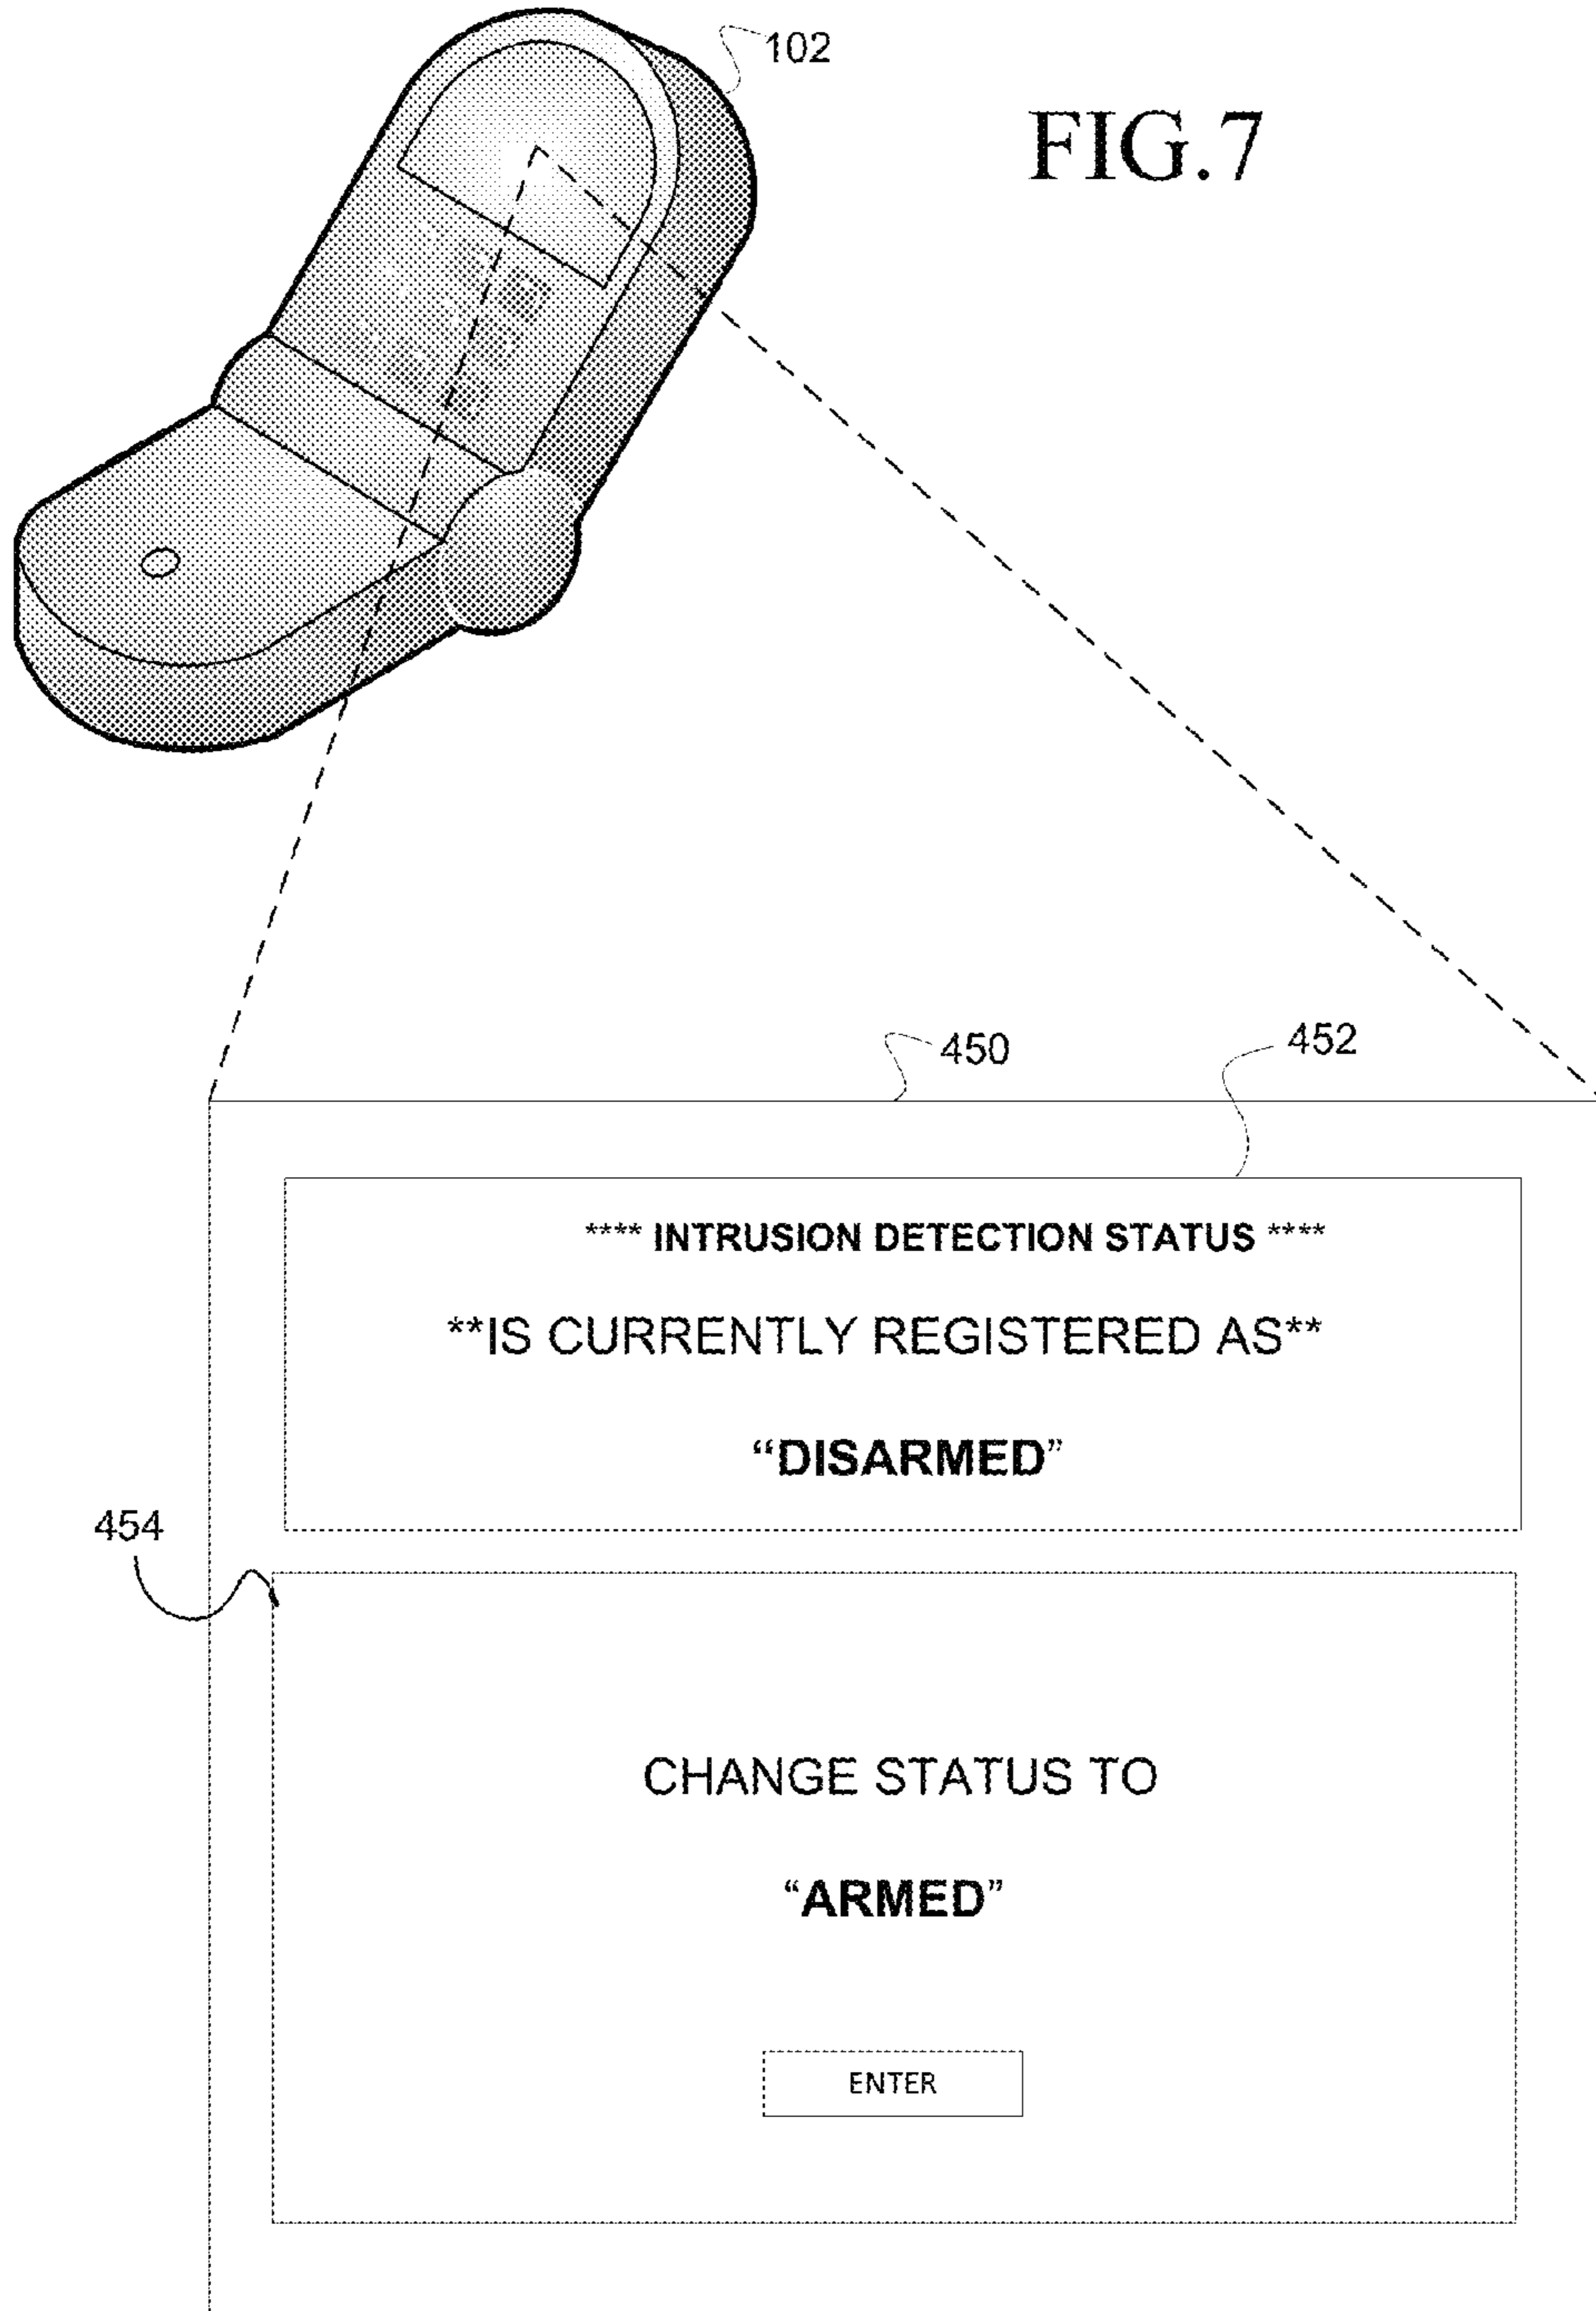 102
FIG.7
450
452
**** INTRUSION DETECTION STATUS ****
**IS CURRENTLY REGISTERED AS**
“DISARMED”
454
CHANGE STATUS TO
“ARMED”
ENTER